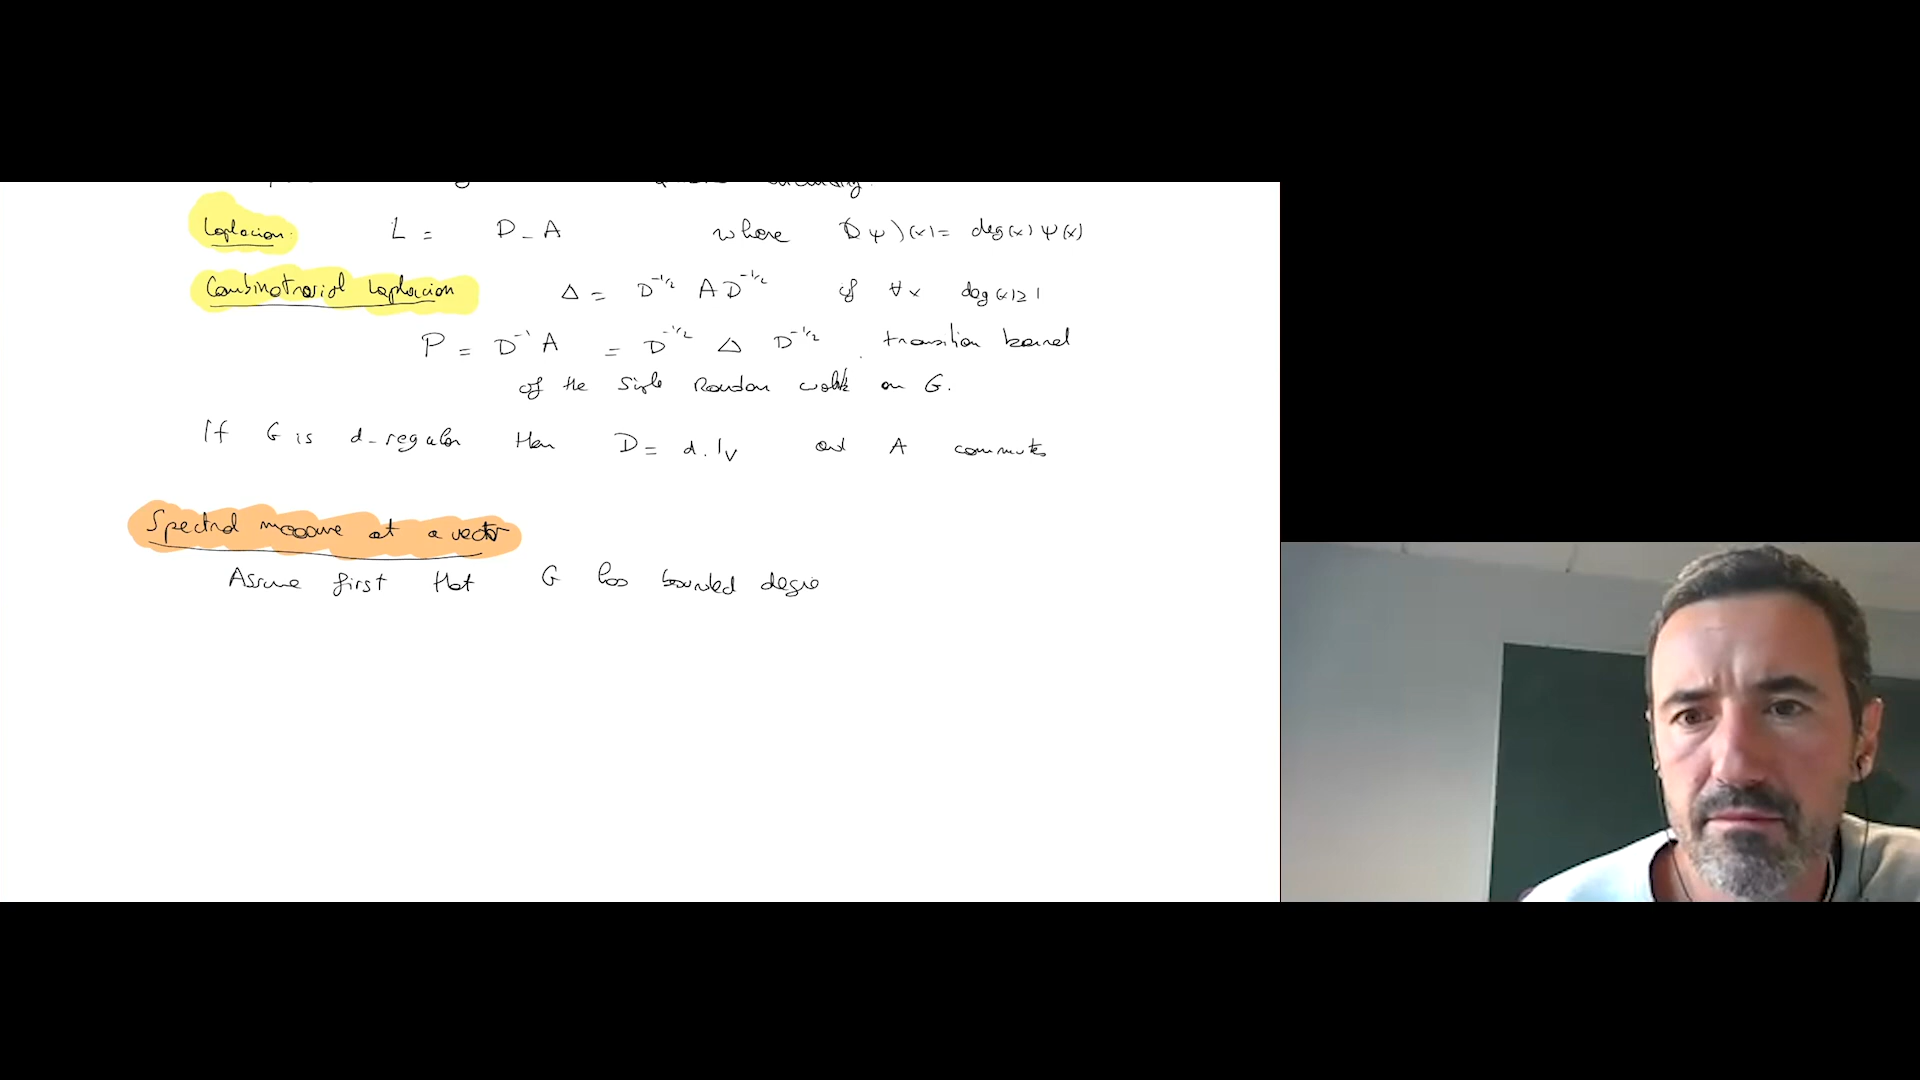 Laplacian. L = D - A where (Dψ)(x) = deg(x) ψ(x)
Combinatorial Laplacian Δ = D^{-1/2} A D^{-1/2} if ∀x deg(x) ≥ 1
P = D^{-1} A = D^{-1/2} Δ D^{-1/2}. transition kernel
of the Simple Random walk on G.
If G is d-regular then D = d. 1_V and A commutes
Spectral measure at a vector
Assume first that G has bounded degree